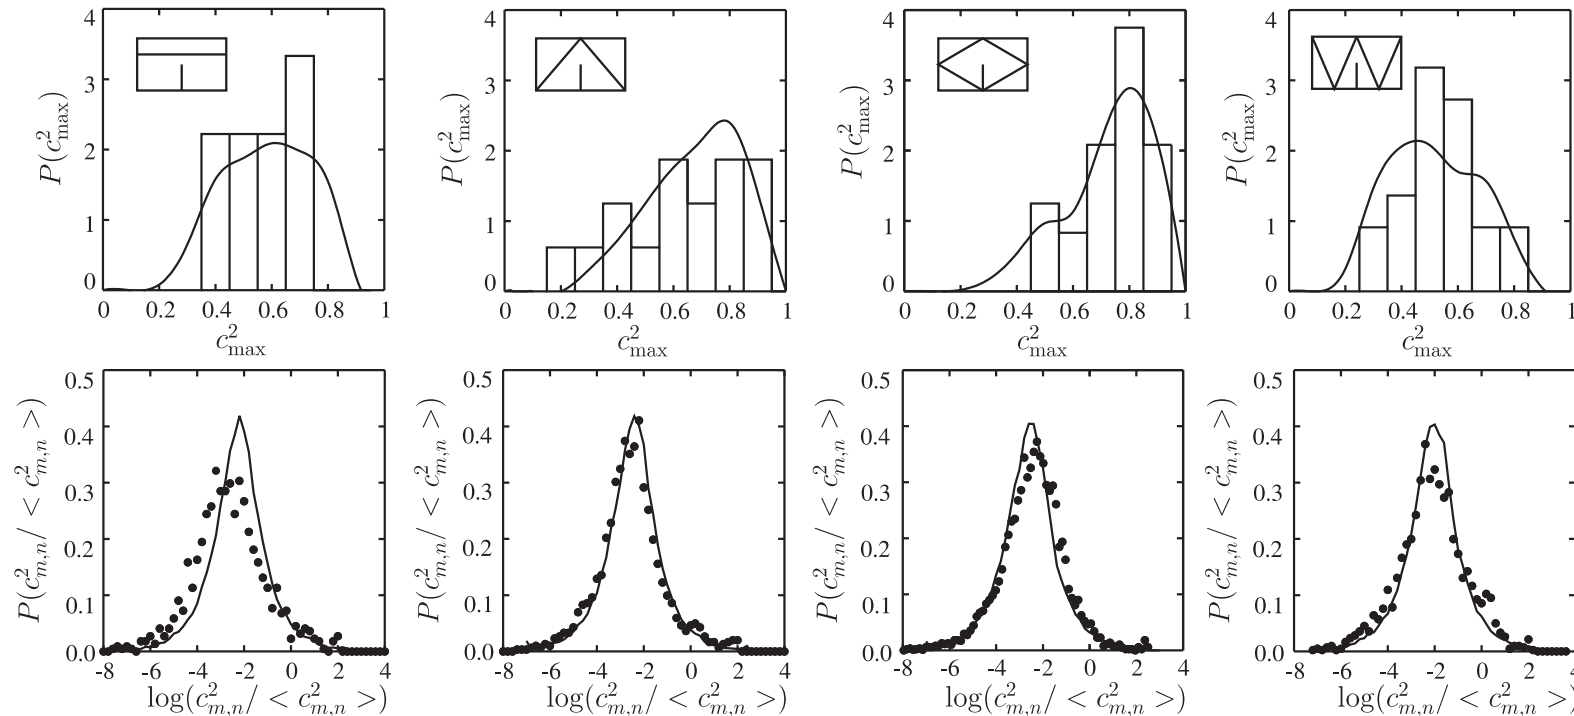 4 4 4 4
3 3 3 3
2 2 2 2
1 1 1 1
0 0 0 0
P(c²max) P(c²max) P(c²max) P(c²max)
0 0.2 0.4 0.6 0.8 1 0 0.2 0.4 0.6 0.8 1 0 0.2 0.4 0.6 0.8 1 0 0.2 0.4 0.6 0.8 1
c²max c²max c²max c²max
0.5 0.5 0.5 0.5
0.4 0.4 0.4 0.4
0.3 0.3 0.3 0.3
0.2 0.2 0.2 0.2
0.1 0.1 0.1 0.1
0.0 0.0 0.0 0.0
P(c²m,n/ < c²m,n >) P(c²m,n/ < c²m,n >) P(c²m,n/ < c²m,n >) P(c²m,n/ < c²m,n >)
-8 -6 -4 -2 0 2 4 -8 -6 -4 -2 0 2 4 -8 -6 -4 -2 0 2 4 -8 -6 -4 -2 0 2 4
log(c²m,n/ < c²m,n >) log(c²m,n/ < c²m,n >) log(c²m,n/ < c²m,n >) log(c²m,n/ < c²m,n >)